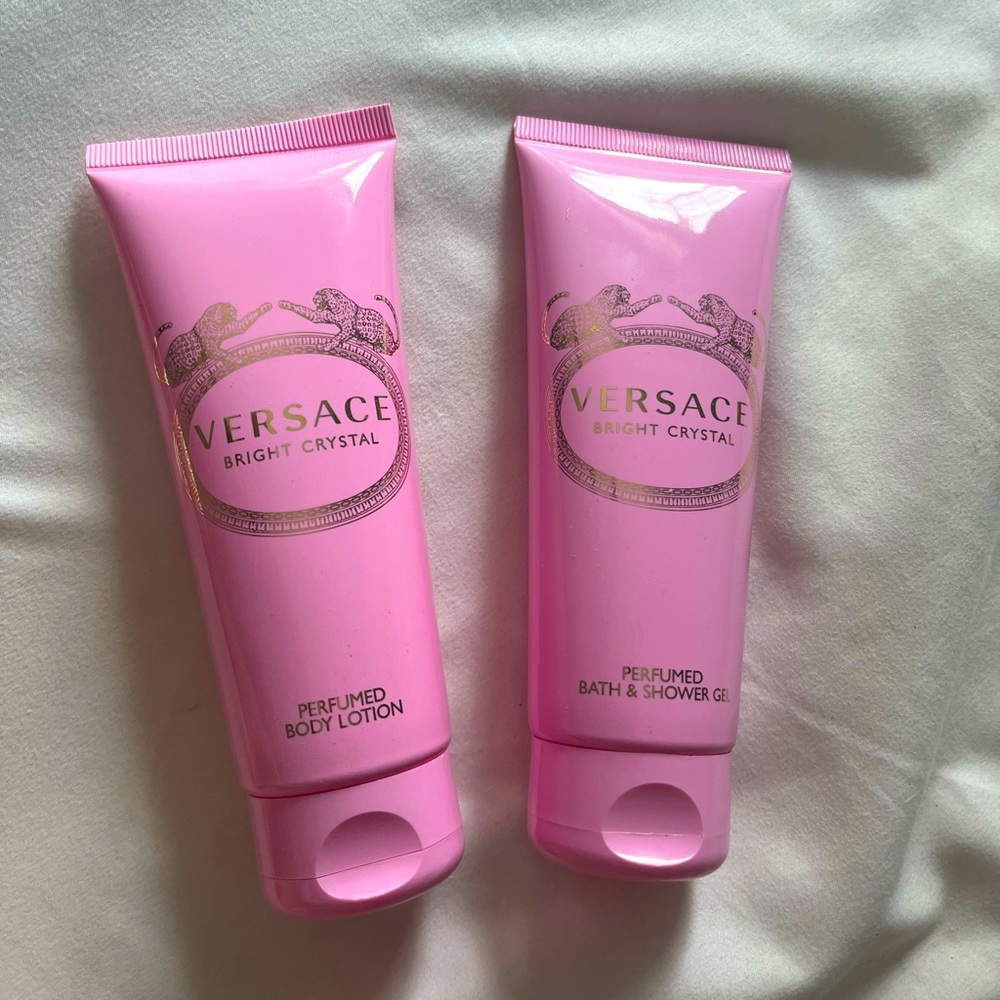 VERSACE
BRIGHT CRYSTAL
PERFUMED
BODY LOTION
VERSACE
BRIGHT CRYSTAL
PERFUMED
BATH & SHOWER GEL